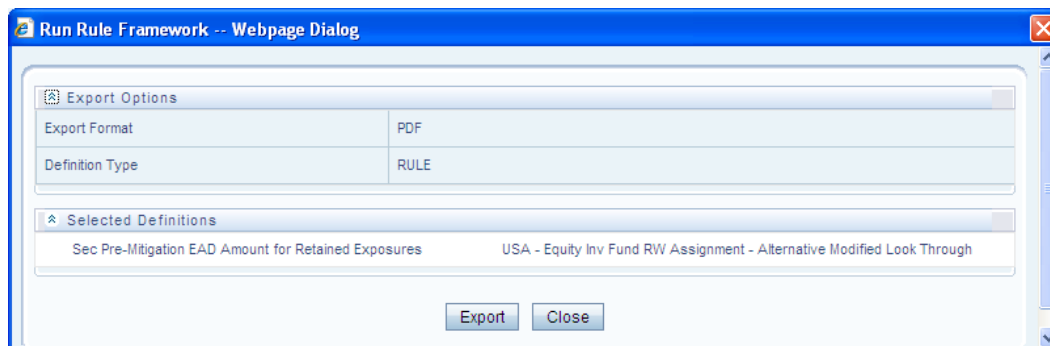 Run Rule Framework -- Webpage Dialog
Export Options
Export Format PDF
Definition Type RULE
Selected Definitions
Sec Pre-Mitigation EAD Amount for Retained Exposures USA - Equity Inv Fund RW Assignment - Alternative Modified Look Through
Export Close